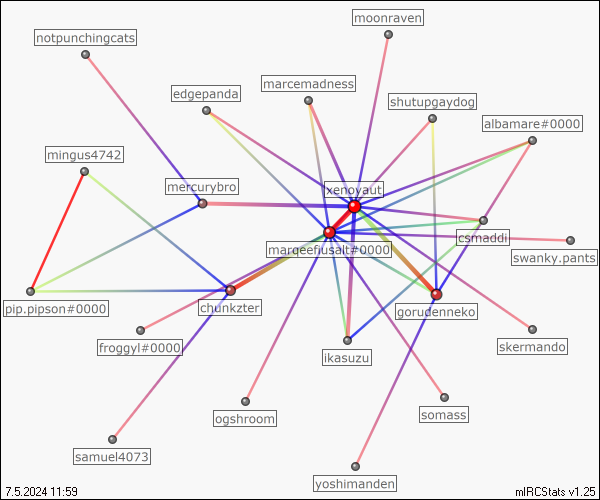 moonraven
notpunchingcats
marcemadness
edgepanda
shutupgaydog
albamare#0000
mingus4742
mercurybro
xenoyaut
csmaddi
marqeefiusalt#0000
swanky.pants
pip.pipson#0000
chunkzter
gorudenneko
froggyl#0000
ikasuzu
skermando
ogshroom
somass
samuel4073
yoshimanden
7.5.2024 11:59
mIRCStats v1.25